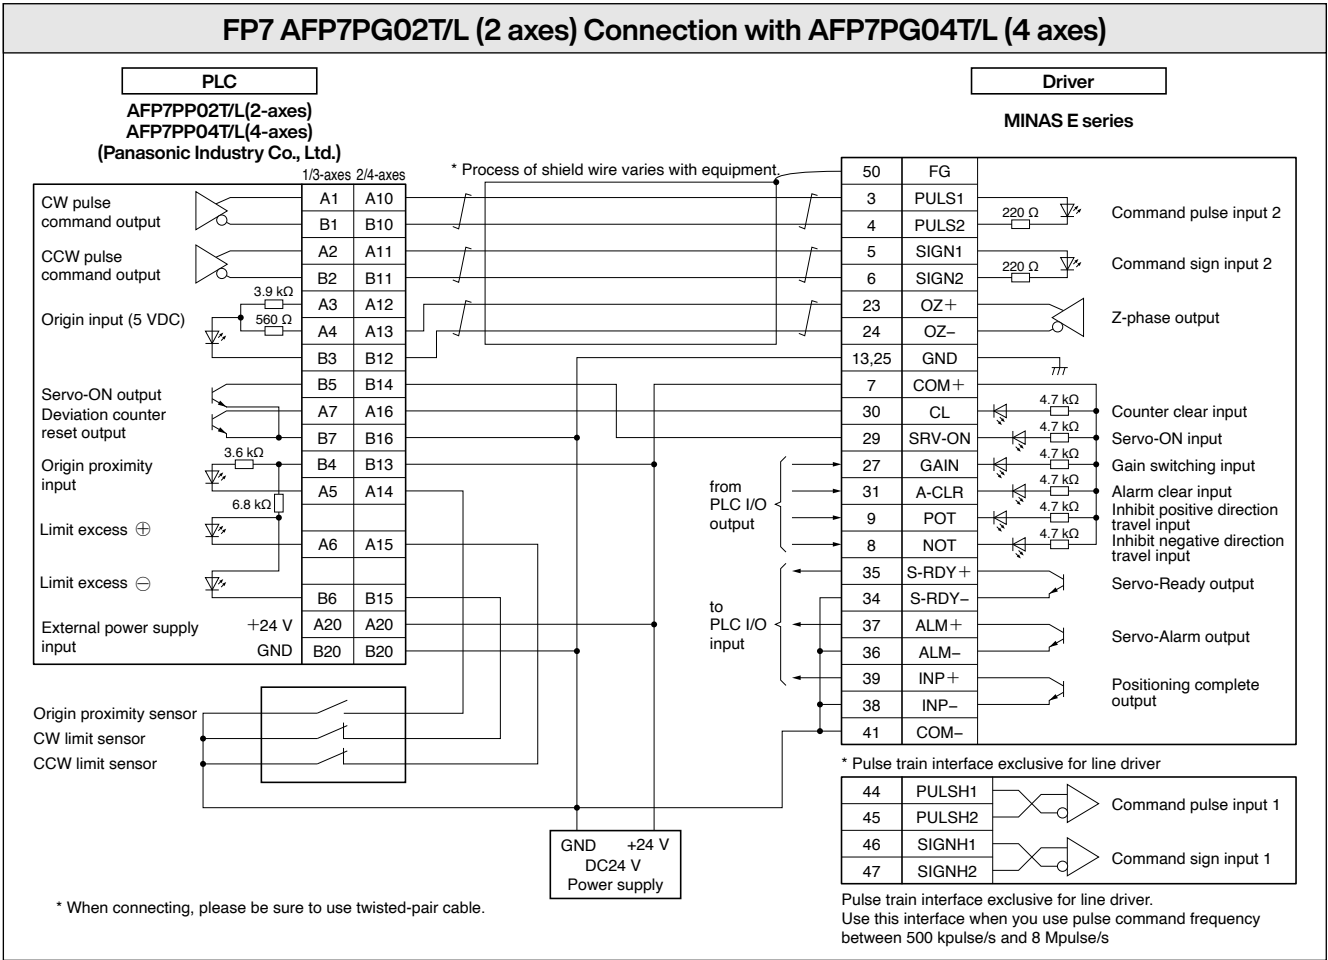 FP7 AFP7PG02T/L (2 axes) Connection with AFP7PG04T/L (4 axes)
PLC
AFP7PP02T/L(2-axes)
AFP7PP04T/L(4-axes)
(Panasonic Industry Co., Ltd.)
1/3-axes 2/4-axes
CW pulse
command output
A1 A10
B1 B10
CCW pulse
command output
A2 A11
B2 B11
Origin input (5 VDC)
3.9 kΩ
560 Ω
A3 A12
A4 A13
B3 B12
Servo-ON output
Deviation counter
reset output
B5 B14
A7 A16
B7 B16
Origin proximity
input
3.6 kΩ
6.8 kΩ
B4 B13
A5 A14
Limit excess ⊕
A6 A15
Limit excess ⊖
B6 B15
External power supply
input
+24 V A20 A20
GND B20 B20
Origin proximity sensor
CW limit sensor
CCW limit sensor
* Process of shield wire varies with equipment.
from
PLC I/O
output
to
PLC I/O
input
GND +24 V
DC24 V
Power supply
* When connecting, please be sure to use twisted-pair cable.
Driver
MINAS E series
50 FG
3 PULS1
4 PULS2
220 Ω
Command pulse input 2
5 SIGN1
6 SIGN2
220 Ω
Command sign input 2
23 OZ+
24 OZ−
Z-phase output
13,25 GND
7 COM+
30 CL 4.7 kΩ Counter clear input
29 SRV-ON 4.7 kΩ Servo-ON input
27 GAIN 4.7 kΩ Gain switching input
31 A-CLR 4.7 kΩ Alarm clear input
9 POT 4.7 kΩ Inhibit positive direction
travel input
8 NOT 4.7 kΩ Inhibit negative direction
travel input
35 S-RDY+
34 S-RDY−
Servo-Ready output
37 ALM+
36 ALM−
Servo-Alarm output
39 INP+
38 INP−
Positioning complete
output
41 COM−
* Pulse train interface exclusive for line driver
44 PULSH1
45 PULSH2
Command pulse input 1
46 SIGNH1
47 SIGNH2
Command sign input 1
Pulse train interface exclusive for line driver.
Use this interface when you use pulse command frequency
between 500 kpulse/s and 8 Mpulse/s